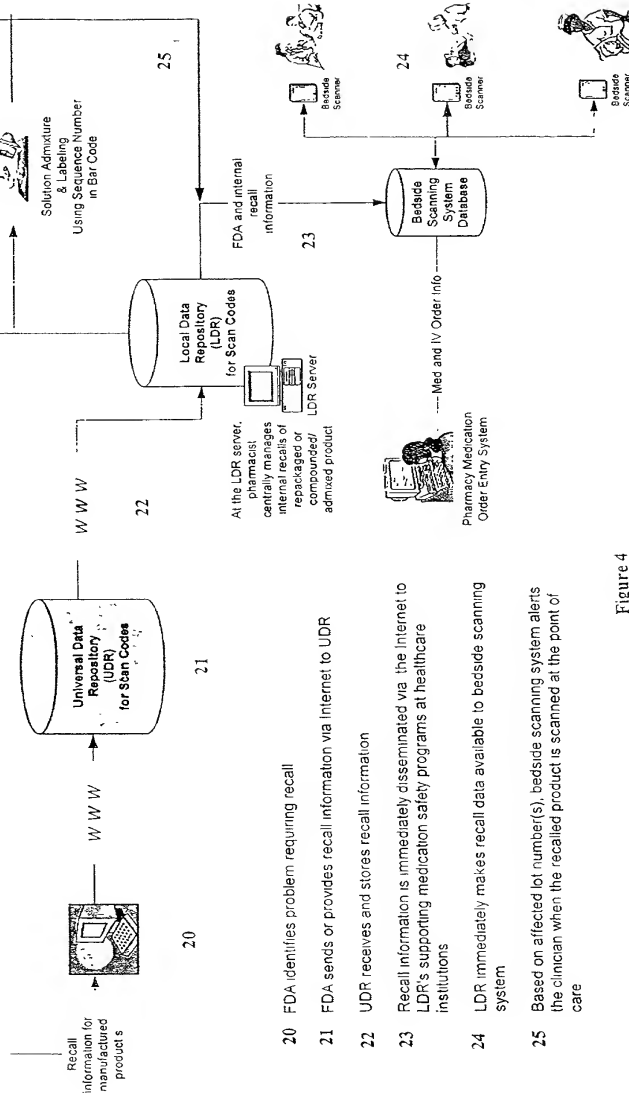 Solution Admixture
& Labeling
Using Sequence Number
in Bar Code
25
24
Bedside
Scanner
Bedside
Scanner
Bedside
Scanner
Recall
information for
manufactured
product s
20
W W W
Universal Data
Repository
(UDR)
for Scan Codes
21
W W W
22
Local Data
Repository
(LDR)
for Scan Codes
LDR Server
At the LDR server,
pharmacist
centrally manages
internal recalls of
repackaged or
compounded/
admixed product
FDA and internal
recall
information
23
Bedside
Scanning
System
Database
Med and IV Order Info
Pharmacy Medication
Order Entry System
20 FDA identifies problem requiring recall
21 FDA sends or provides recall information via Internet to UDR
22 UDR receives and stores recall information
23 Recall information is immediately disseminated via the Internet to
LDR's supporting medication safety programs at healthcare
institutions
24 LDR immediately makes recall data available to bedside scanning
system
25 Based on affected lot number(s), bedside scanning system alerts
the clinician when the recalled product is scanned at the point of
care
Figure 4